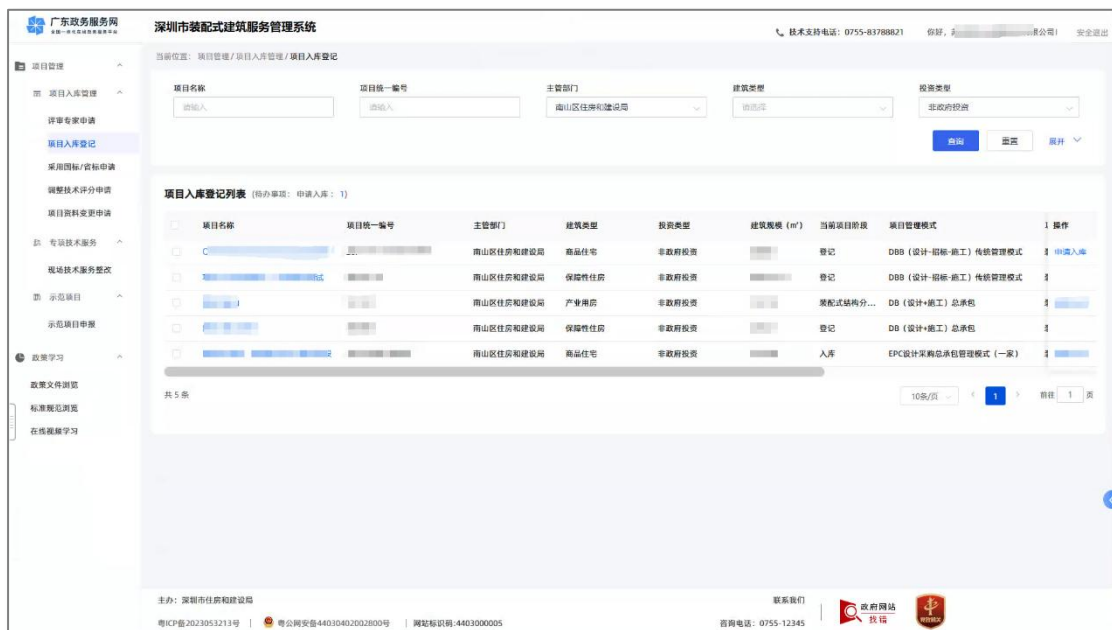 广东政务服务网
全国一体化在线政务服务平台
深圳市装配式建筑服务管理系统
技术支持电话：0755-83788821 你好， 限公司！ 安全退出
当前位置： 项目管理/项目入库管理/项目入库登记
项目管理
项目入库管理
评审专家申请
项目入库登记
采用国标/省标申请
调整技术评分申请
项目资料变更申请
专项技术服务
现场技术服务整改
示范项目
示范项目申报
政策学习
政策文件浏览
标准规范浏览
在线视频学习
项目名称 项目统一编号 主管部门 建筑类型 投资类型
请输入 请输入 南山区住房和建设局 请选择 非政府投资
查询 重置 展开
项目入库登记列表 (待办事项： 申请入库： 1)
项目名称 项目统一编号 主管部门 建筑类型 投资类型 建筑规模（㎡） 当前项目阶段 项目管理模式 操作
南山区住房和建设局 商品住宅 非政府投资 登记 DBB（设计-招标-施工）传统管理模式 申请入库
南山区住房和建设局 保障性住房 非政府投资 登记 DBB（设计-招标-施工）传统管理模式
南山区住房和建设局 产业用房 非政府投资 装配式结构分... DB（设计+施工）总承包
南山区住房和建设局 保障性住房 非政府投资 登记 DB（设计+施工）总承包
南山区住房和建设局 商品住宅 非政府投资 入库 EPC设计采购总承包管理模式（一家）
共 5 条 10条/页 1 前往 1 页
主办：深圳市住房和建设局 联系我们
粤ICP备2023053213号 | 粤公网安备44030402002800号 | 网站标识码:4403000005 咨询电话：0755-12345
政府网站
找错